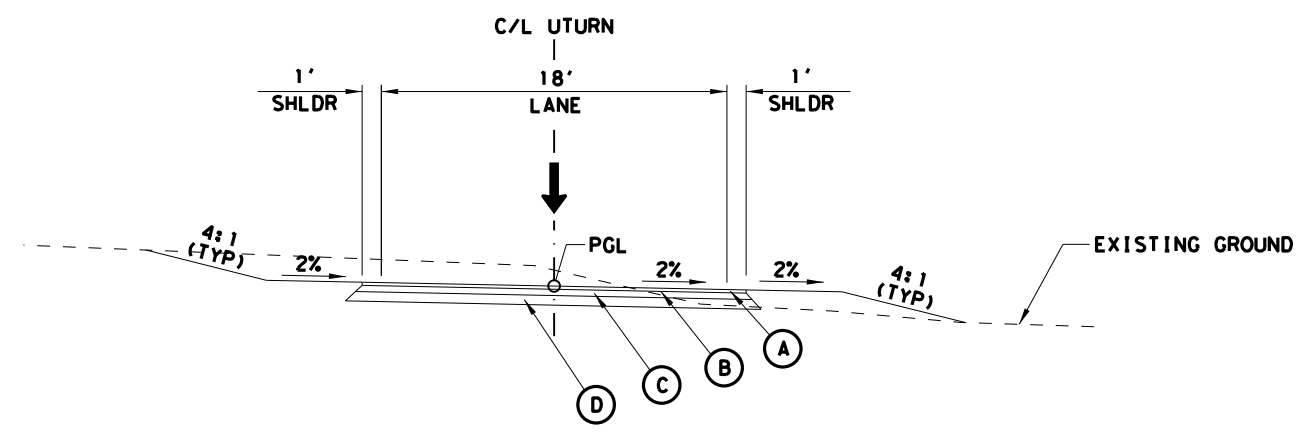 C/L UTURN
1'
SHLDR
18'
LANE
1'
SHLDR
4:1
(TYP)
2%
PGL
2%
2%
4:1
(TYP)
EXISTING GROUND
A
B
C
D